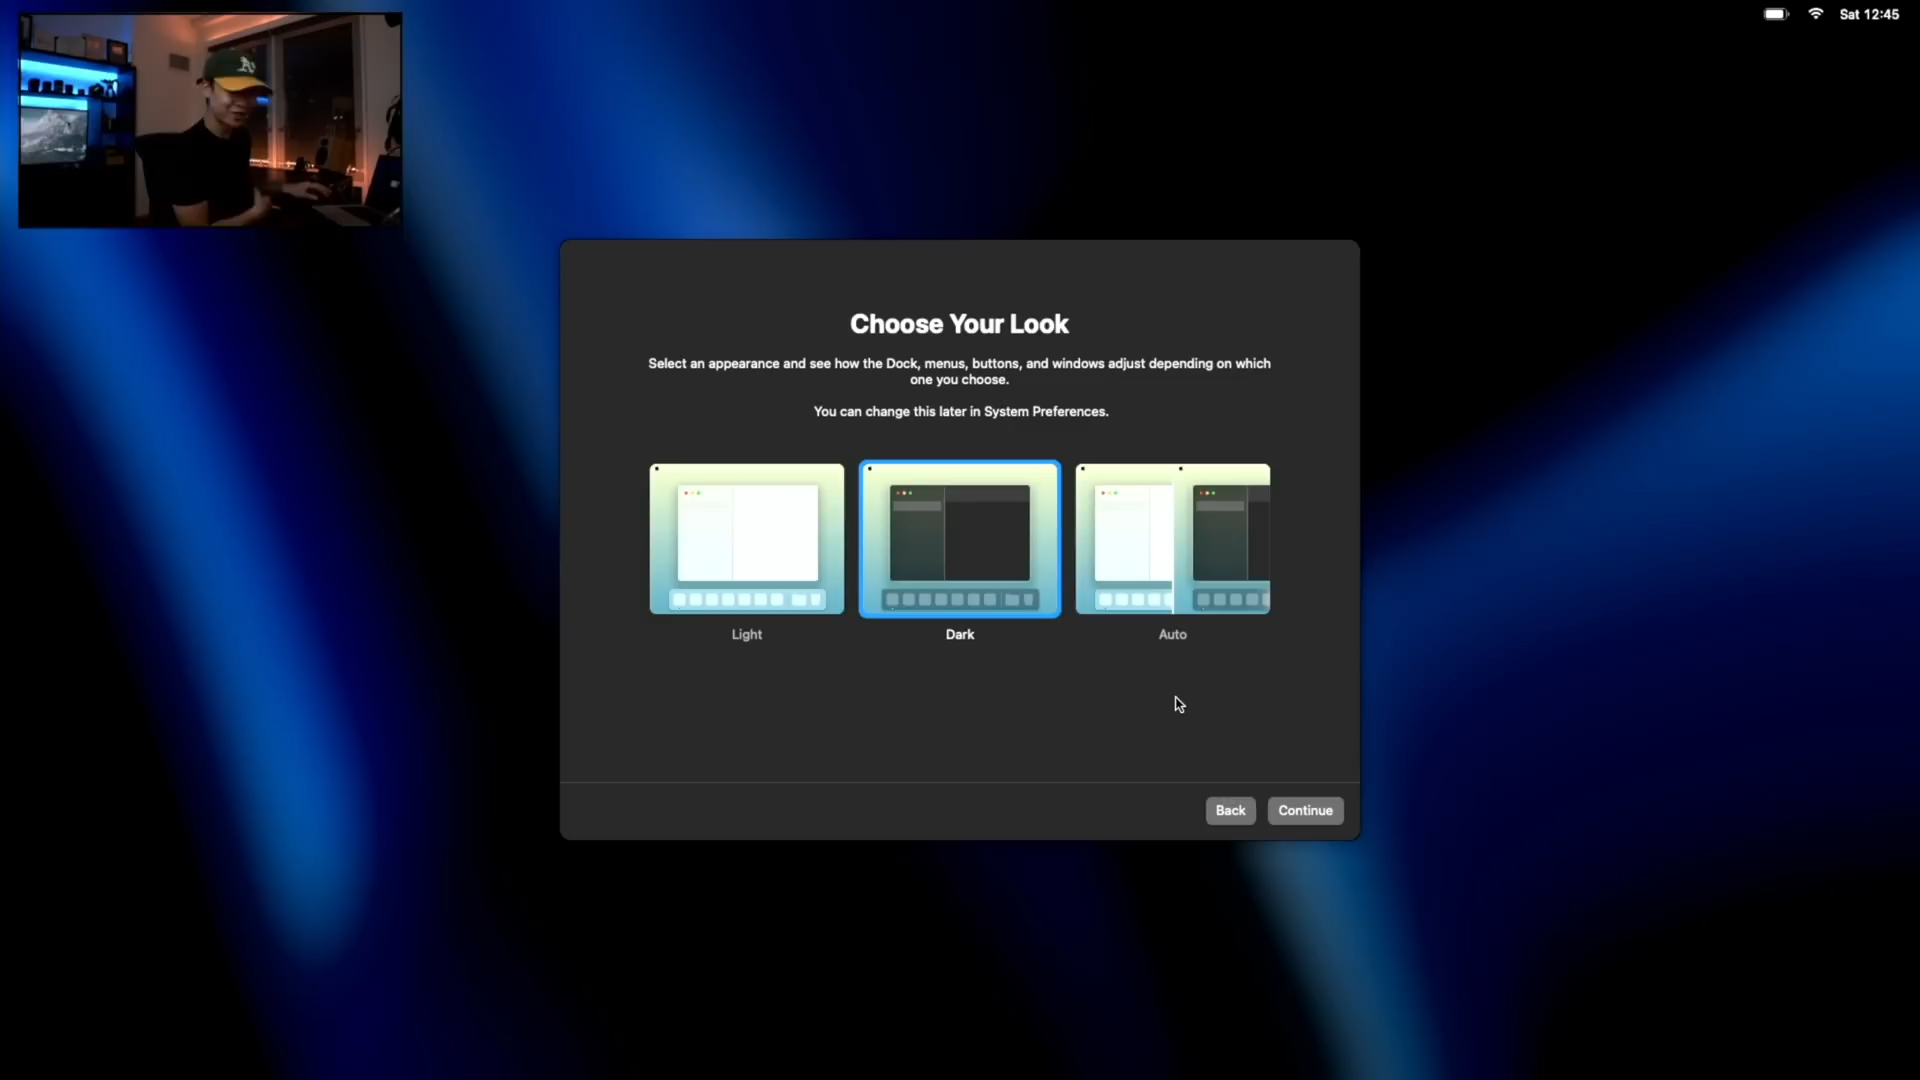 Sat 12:45
A's
Choose Your Look
Select an appearance and see how the Dock, menus, buttons, and windows adjust depending on which
one you choose.
You can change this later in System Preferences.
Light
Dark
Auto
Back
Continue